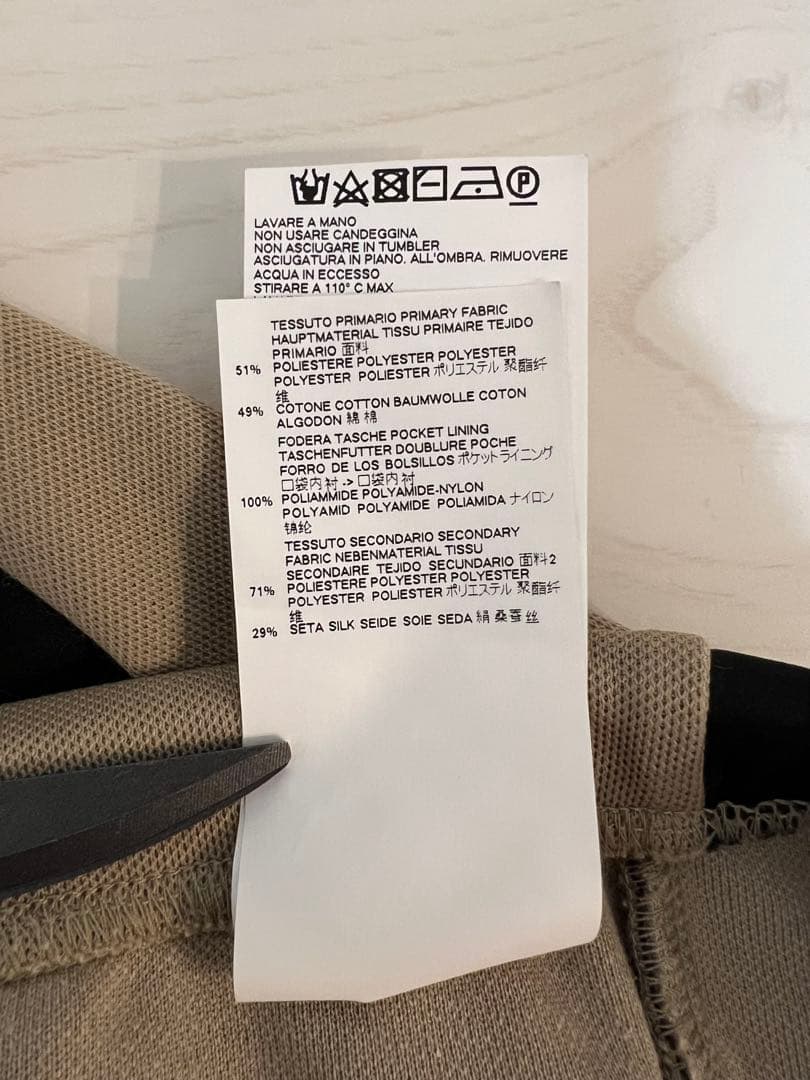 P
LAVARE A MANO
NON USARE CANDEGGINA
NON ASCIUGARE IN TUMBLER
ASCIUGATURA IN PIANO. ALL'OMBRA. RIMUOVERE
ACQUA IN ECCESSO
STIRARE A 110° C MAX
TESSUTO PRIMARIO PRIMARY FABRIC
HAUPTMATERIAL TISSU PRIMAIRE TEJIDO
PRIMARIO 面料
51% POLIESTERE POLYESTER POLYESTER
POLYESTER POLIESTER ポリエステル 聚酯纤
维
49% COTONE COTTON BAUMWOLLE COTON
ALGODON 綿 棉
FODERA TASCHE POCKET LINING
TASCHENFUTTER DOUBLURE POCHE
FORRO DE LOS BOLSILLOS ポケットライニング
口袋内衬 -> 口袋内衬
100% POLIAMMIDE POLYAMIDE-NYLON
POLYAMID POLYAMIDE POLIAMIDA ナイロン
锦纶
TESSUTO SECONDARIO SECONDARY
FABRIC NEBENMATERIAL TISSU
SECONDAIRE TEJIDO SECUNDARIO 面料2
71% POLIESTERE POLYESTER POLYESTER
POLYESTER POLIESTER ポリエステル 聚酯纤
维
29% SETA SILK SEIDE SOIE SEDA 絹 桑蚕丝